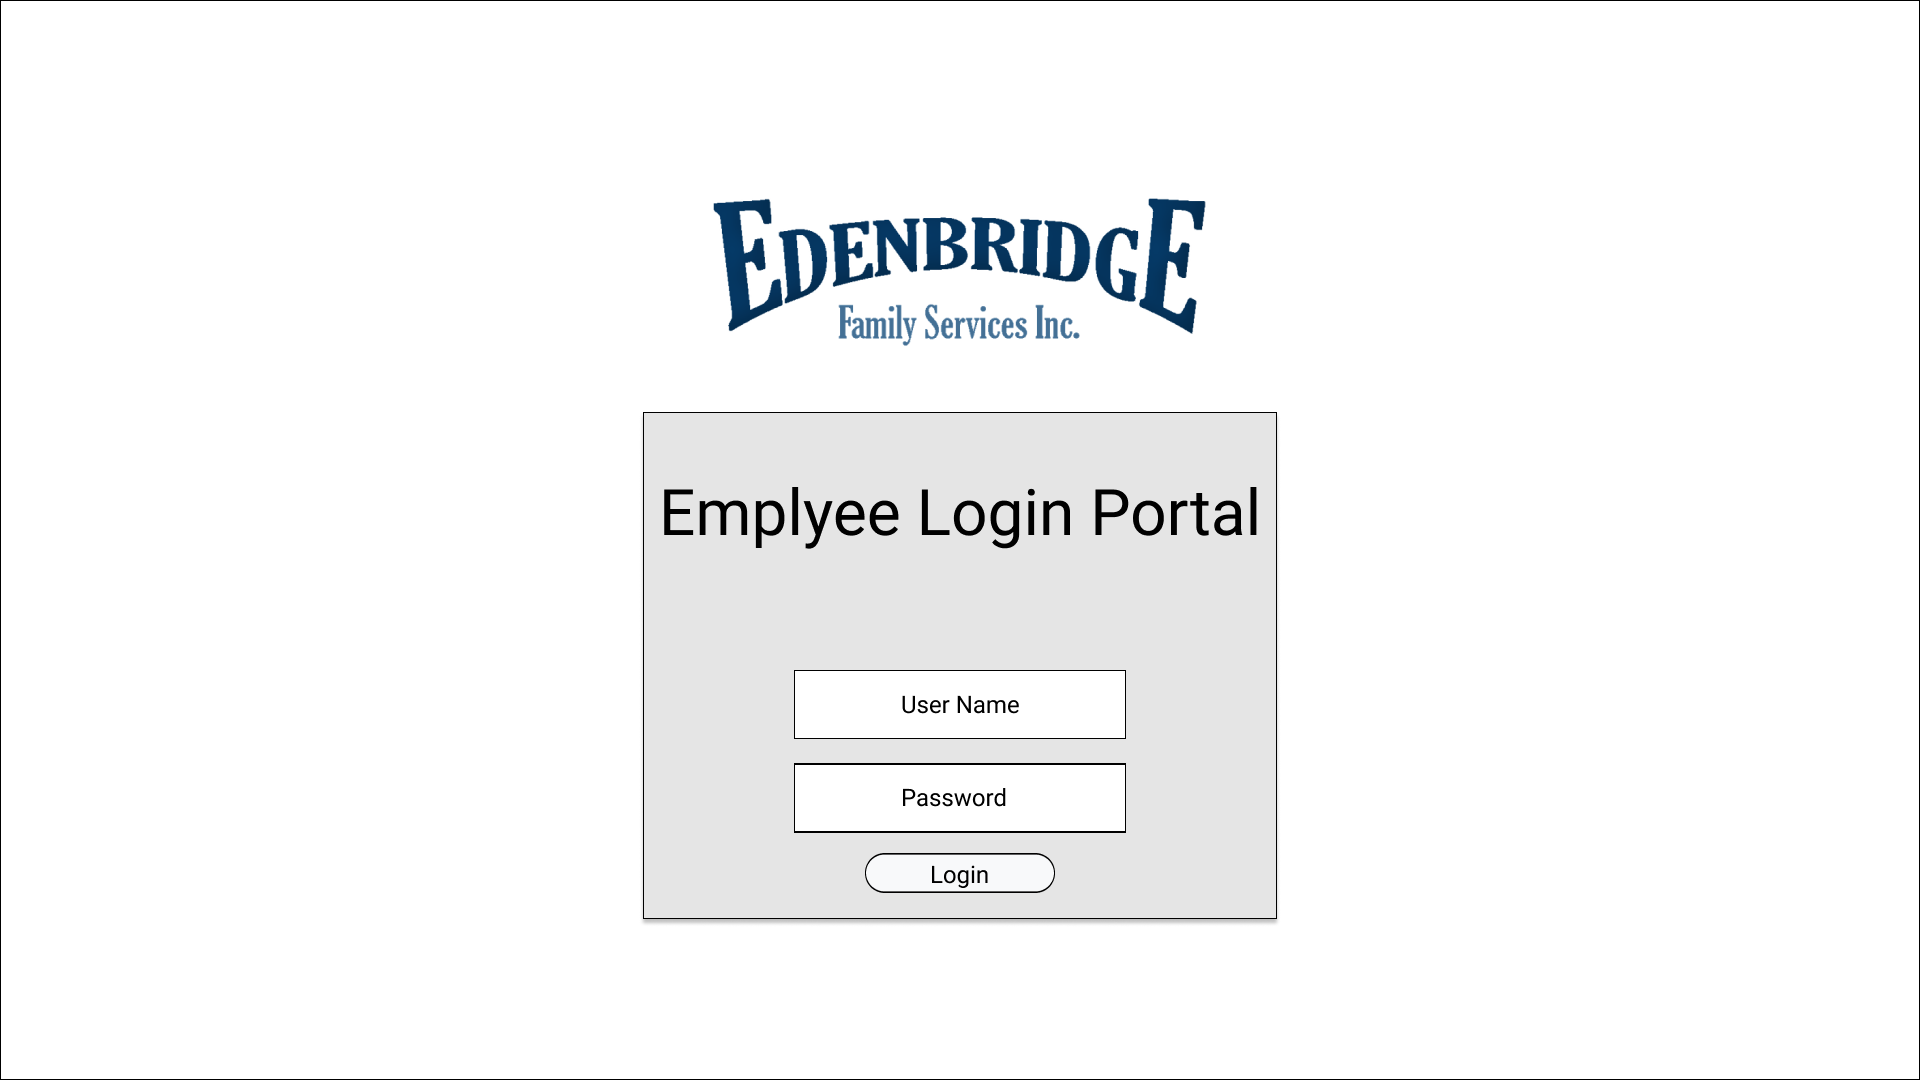 EDENBRIDGE
Family Services Inc.
Emplyee Login Portal
User Name
Password
Login